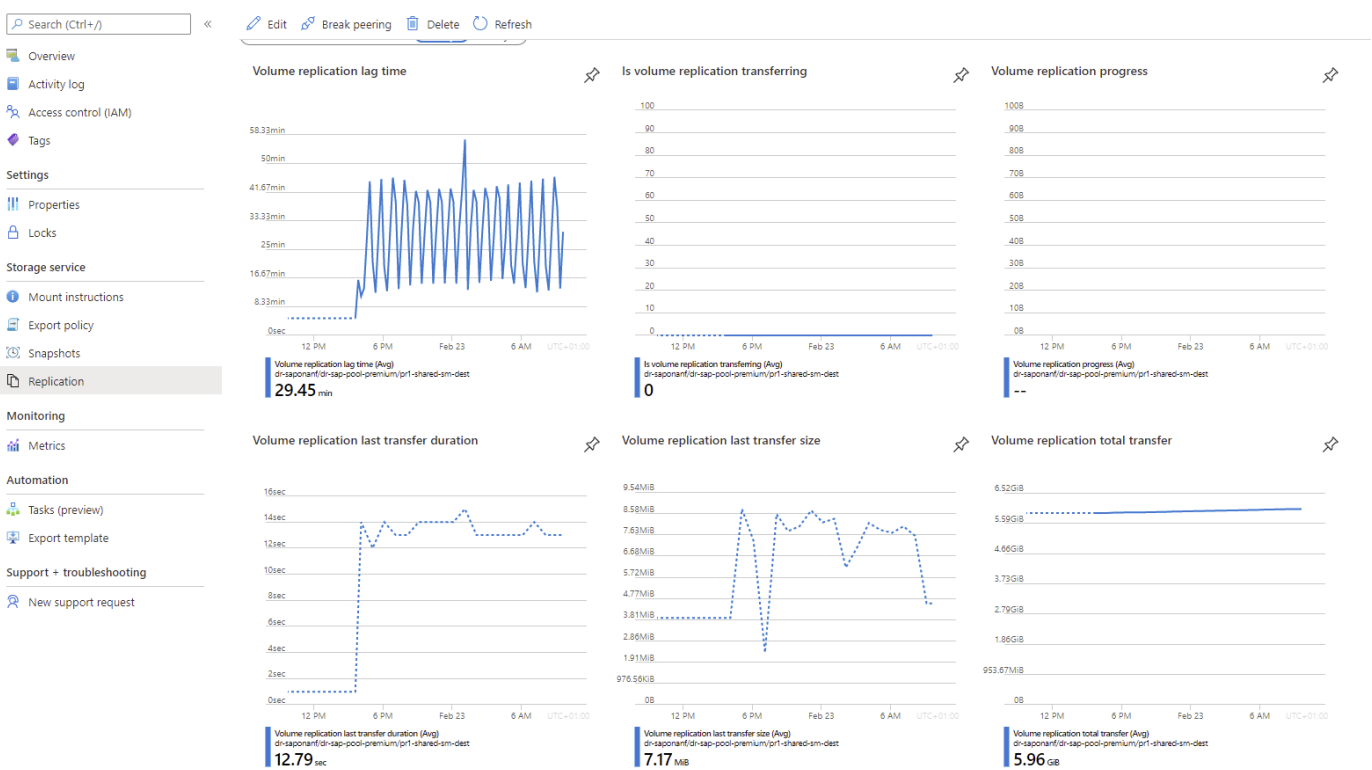 Search (Ctrl+/)
«
Edit
Break peering
Delete
Refresh
Overview
Activity log
Access control (IAM)
Tags
Settings
Properties
Locks
Storage service
Mount instructions
Export policy
Snapshots
Replication
Monitoring
Metrics
Automation
Tasks (preview)
Export template
Support + troubleshooting
New support request
Volume replication lag time
58.33min
50min
41.67min
33.33min
25min
16.67min
8.33min
0sec
12 PM 6 PM Feb 23 6 AM UTC+01:00
Volume replication lag time (Avg)
dr-saponanf/dr-sap-pool-premium/pr1-shared-sm-dest
29.45 min
Is volume replication transferring
100
90
80
70
60
50
40
30
20
10
0
12 PM 6 PM Feb 23 6 AM UTC+01:00
Is volume replication transferring (Avg)
dr-saponanf/dr-sap-pool-premium/pr1-shared-sm-dest
0
Volume replication progress
100B
90B
80B
70B
60B
50B
40B
30B
20B
10B
0B
12 PM 6 PM Feb 23 6 AM UTC+01:00
Volume replication progress (Avg)
dr-saponanf/dr-sap-pool-premium/pr1-shared-sm-dest
--
Volume replication last transfer duration
16sec
14sec
12sec
10sec
8sec
6sec
4sec
2sec
0sec
12 PM 6 PM Feb 23 6 AM UTC+01:00
Volume replication last transfer duration (Avg)
dr-saponanf/dr-sap-pool-premium/pr1-shared-sm-dest
12.79 sec
Volume replication last transfer size
9.54MiB
8.58MiB
7.63MiB
6.68MiB
5.72MiB
4.77MiB
3.81MiB
2.86MiB
1.91MiB
976.56KiB
0B
12 PM 6 PM Feb 23 6 AM UTC+01:00
Volume replication last transfer size (Avg)
dr-saponanf/dr-sap-pool-premium/pr1-shared-sm-dest
7.17 MiB
Volume replication total transfer
6.52GiB
5.59GiB
4.66GiB
3.73GiB
2.79GiB
1.86GiB
953.67MiB
0B
12 PM 6 PM Feb 23 6 AM UTC+01:00
Volume replication total transfer (Avg)
dr-saponanf/dr-sap-pool-premium/pr1-shared-sm-dest
5.96 GiB